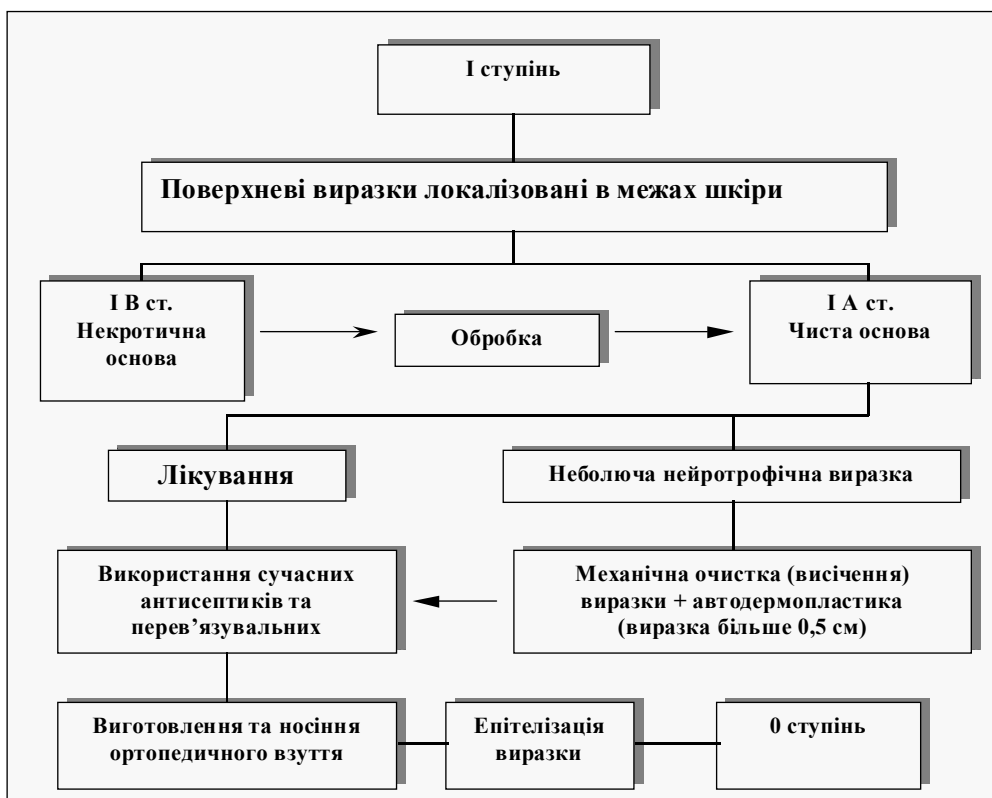 І ступінь
Поверхневі виразки локалізовані в межах шкіри
І В ст.
Некротична
основа
Обробка
І А ст.
Чиста основа
Лікування
Неболюча нейротрофічна виразка
Використання сучасних
антисептиків та
перев’язувальних
Механічна очистка (висічення)
виразки + автодермопластика
(виразка більше 0,5 см)
Виготовлення та носіння
ортопедичного взуття
Епітелізація
виразки
0 ступінь